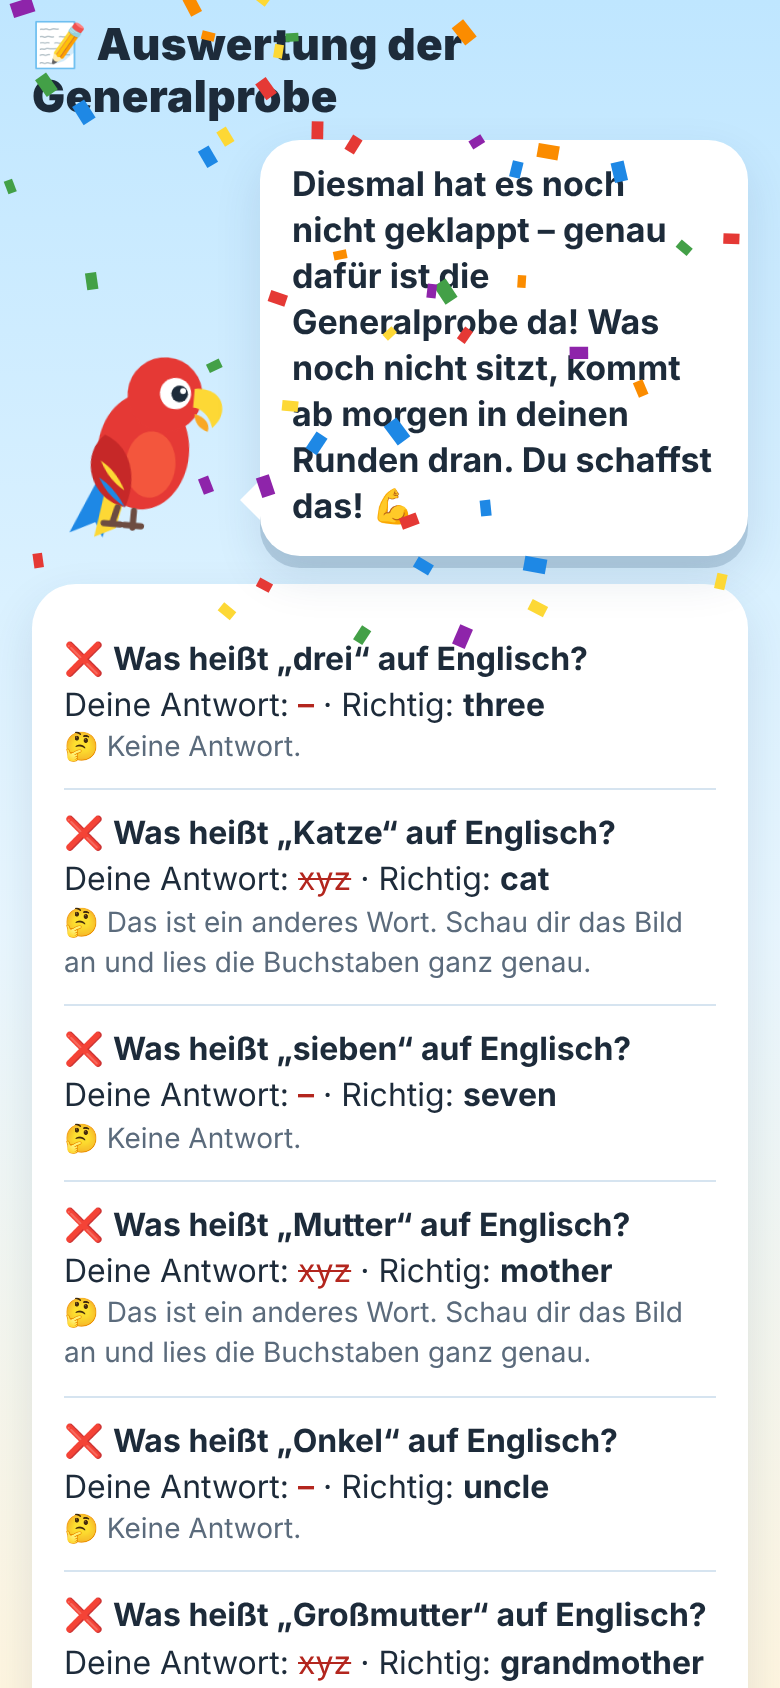 📝 Auswertung der
Generalprobe
Diesmal hat es noch
nicht geklappt – genau
dafür ist die
Generalprobe da! Was
noch nicht sitzt, kommt
ab morgen in deinen
Runden dran. Du schaffst
das! 💪
❌ Was heißt „drei“ auf Englisch?
Deine Antwort: – · Richtig: three
🤔 Keine Antwort.
❌ Was heißt „Katze“ auf Englisch?
Deine Antwort: xyz · Richtig: cat
🤔 Das ist ein anderes Wort. Schau dir das Bild
an und lies die Buchstaben ganz genau.
❌ Was heißt „sieben“ auf Englisch?
Deine Antwort: – · Richtig: seven
🤔 Keine Antwort.
❌ Was heißt „Mutter“ auf Englisch?
Deine Antwort: xyz · Richtig: mother
🤔 Das ist ein anderes Wort. Schau dir das Bild
an und lies die Buchstaben ganz genau.
❌ Was heißt „Onkel“ auf Englisch?
Deine Antwort: – · Richtig: uncle
🤔 Keine Antwort.
❌ Was heißt „Großmutter“ auf Englisch?
Deine Antwort: xyz · Richtig: grandmother